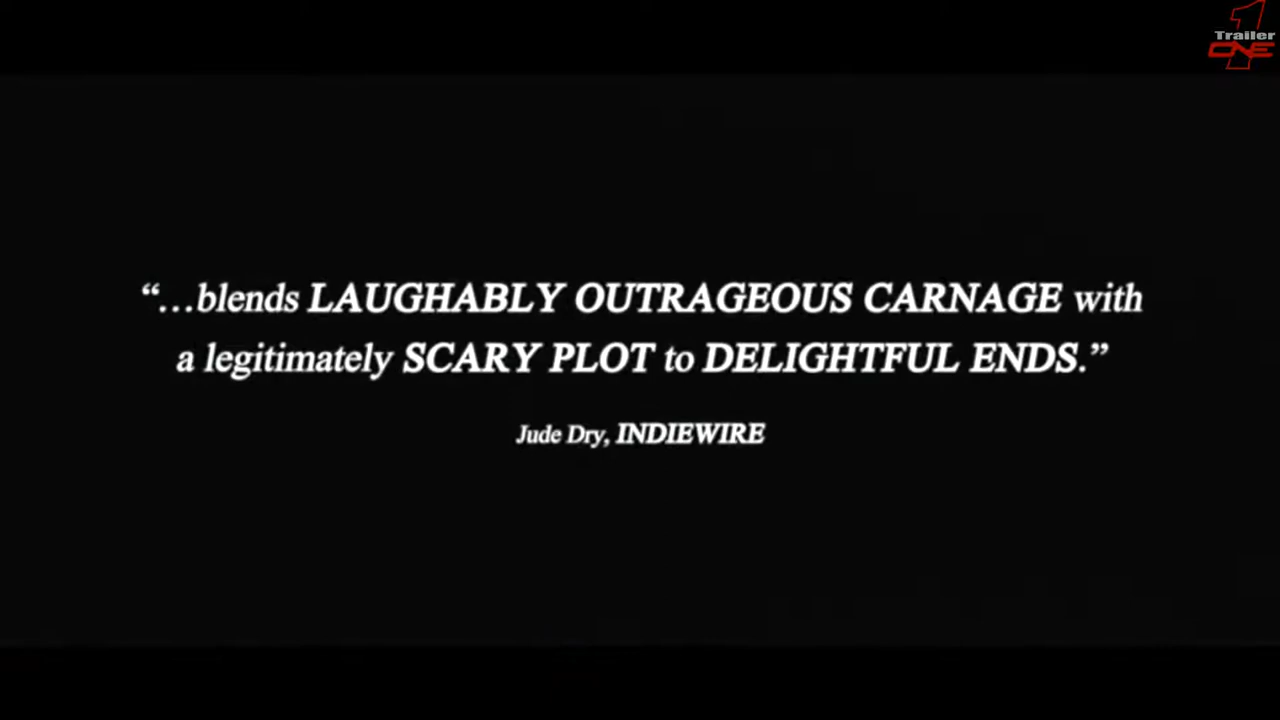 Trailer
ONE
“…blends LAUGHABLY OUTRAGEOUS CARNAGE with
a legitimately SCARY PLOT to DELIGHTFUL ENDS.”
Jude Dry, INDIEWIRE